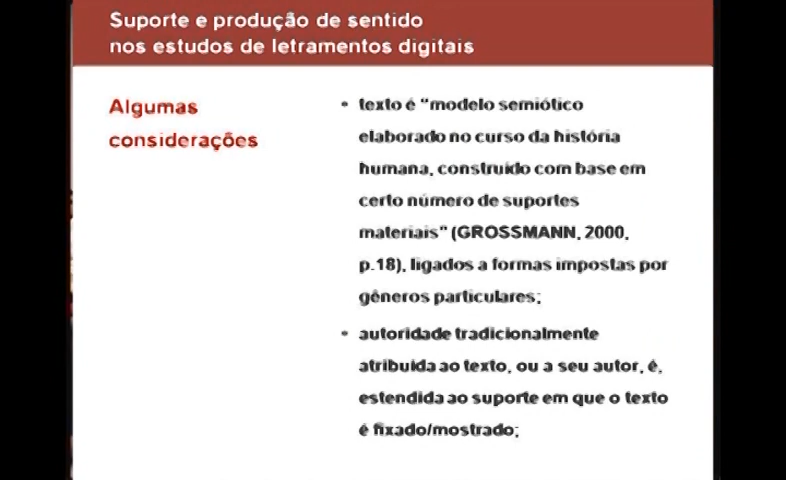 Suporte e produção de sentido
nos estudos de letramentos digitais
Algumas
considerações
• texto é “modelo semiótico
elaborado no curso da história
humana, construído com base em
certo número de suportes
materiais” (GROSSMANN, 2000,
p.18), ligados a formas impostas por
gêneros particulares;
• autoridade tradicionalmente
atribuída ao texto, ou a seu autor, é,
estendida ao suporte em que o texto
é fixado/mostrado;